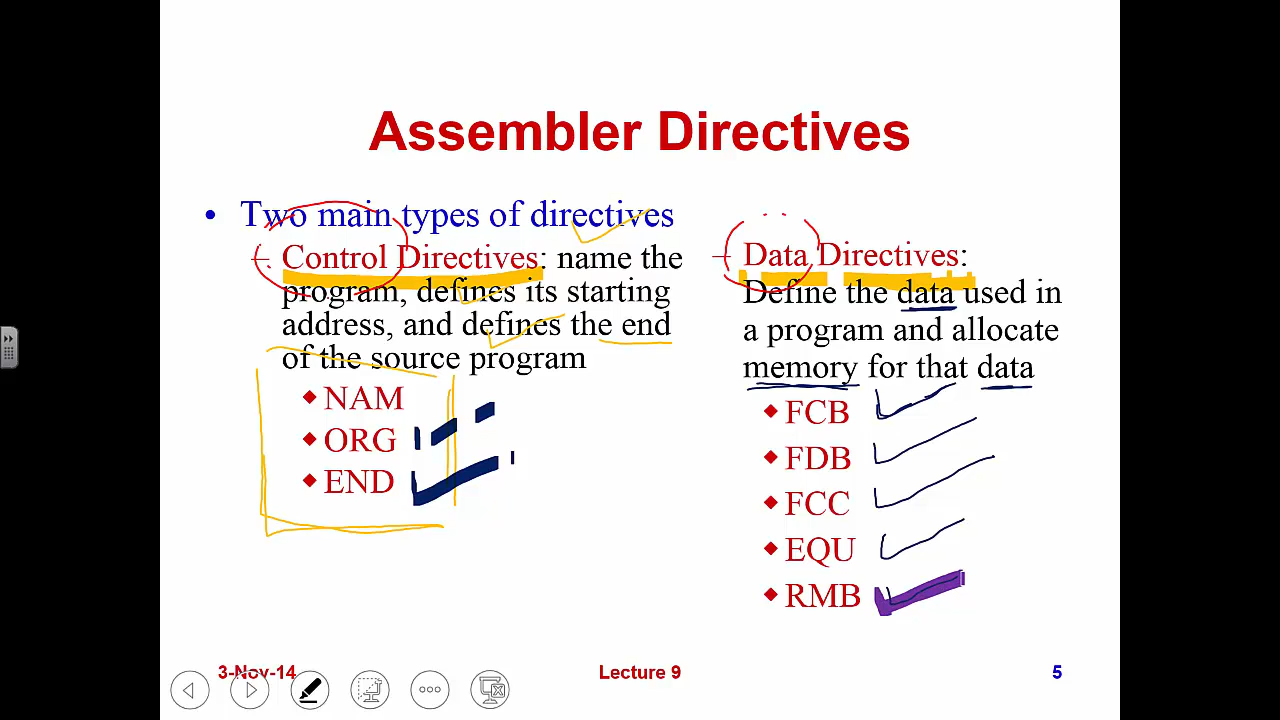 Assembler Directives
• Two main types of directives
– Control Directives: name the
program, defines its starting
address, and defines the end
of the source program
◆ NAM
◆ ORG
◆ END
– Data Directives:
Define the data used in
a program and allocate
memory for that data
◆ FCB
◆ FDB
◆ FCC
◆ EQU
◆ RMB
3-Nov-14
Lecture 9
5